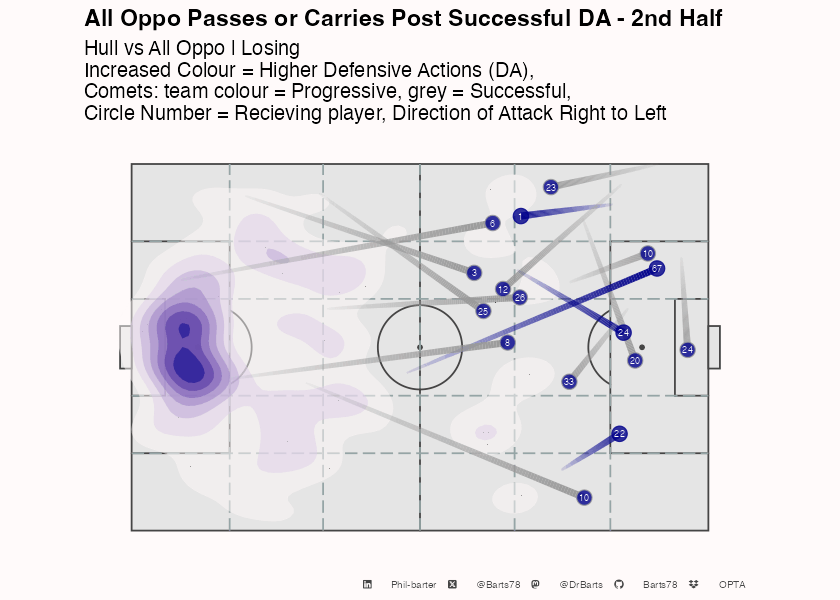 All Oppo Passes or Carries Post Successful DA - 2nd Half
Hull vs All Oppo | Losing
Increased Colour = Higher Defensive Actions (DA),
Comets: team colour = Progressive, grey = Successful,
Circle Number = Recieving player, Direction of Attack Right to Left
23
1
6
10
67
3
12
26
25
24
8
24
20
33
22
10
Phil-barter @Barts78 @DrBarts Barts78 OPTA